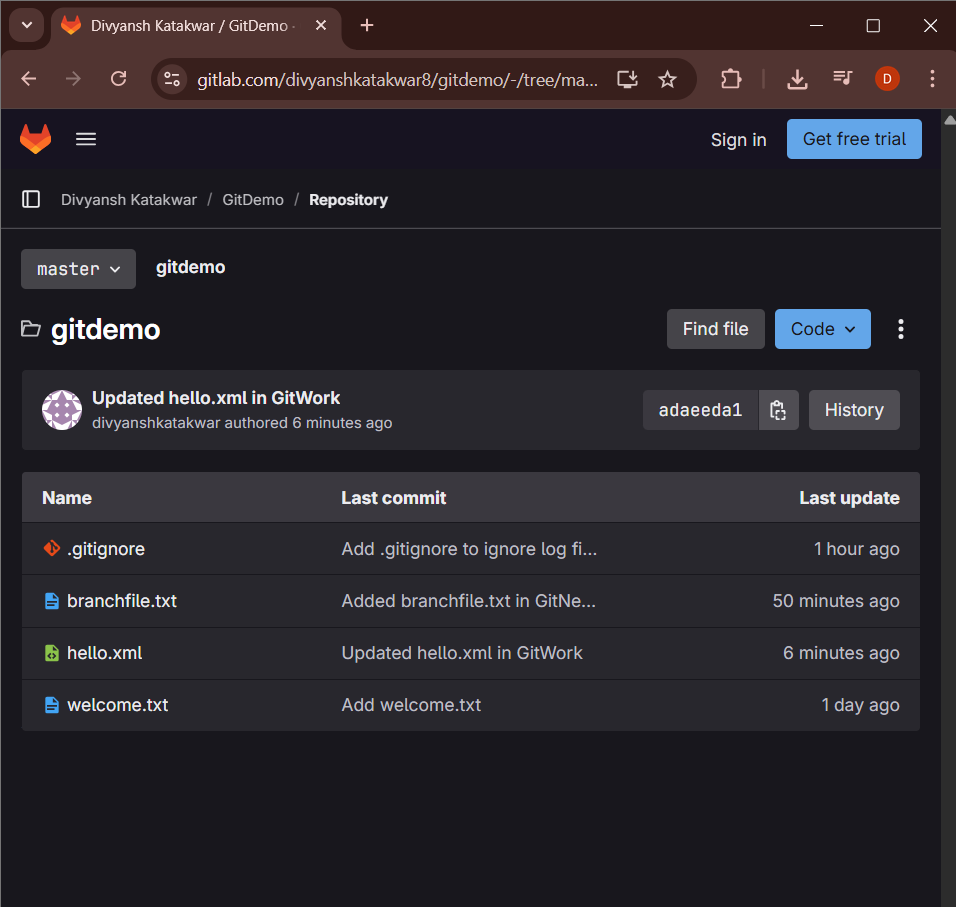 Divyansh Katakwar / GitDemo ·
gitlab.com/divyanshkatakwar8/gitdemo/-/tree/ma...
D
Sign in
Get free trial
Divyansh Katakwar / GitDemo / Repository
master
gitdemo
gitdemo
Find file
Code
Updated hello.xml in GitWork
divyanshkatakwar authored 6 minutes ago
adaeeda1
History
Name Last commit Last update
.gitignore Add .gitignore to ignore log fi... 1 hour ago
branchfile.txt Added branchfile.txt in GitNe... 50 minutes ago
hello.xml Updated hello.xml in GitWork 6 minutes ago
welcome.txt Add welcome.txt 1 day ago